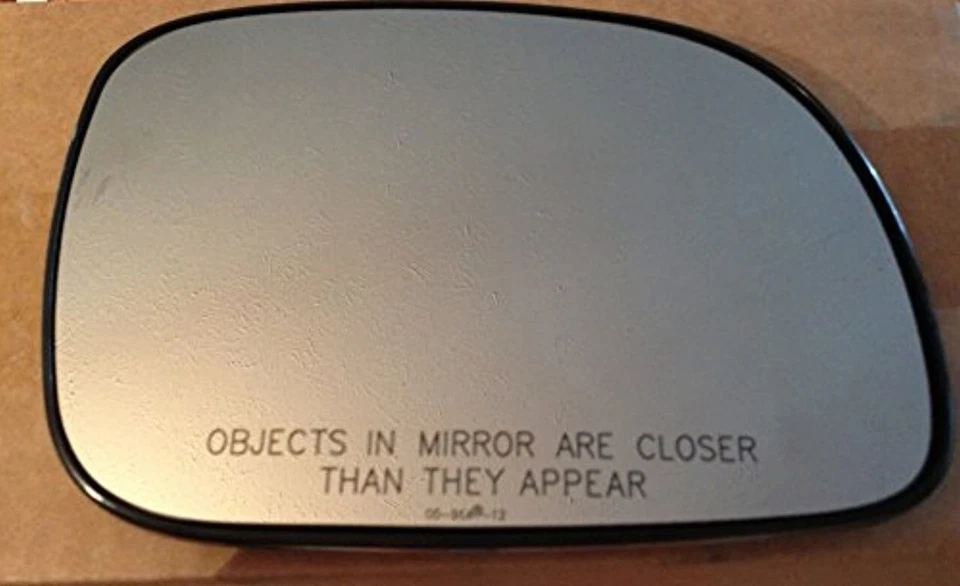 OBJECTS IN MIRROR ARE CLOSER
THAN THEY APPEAR